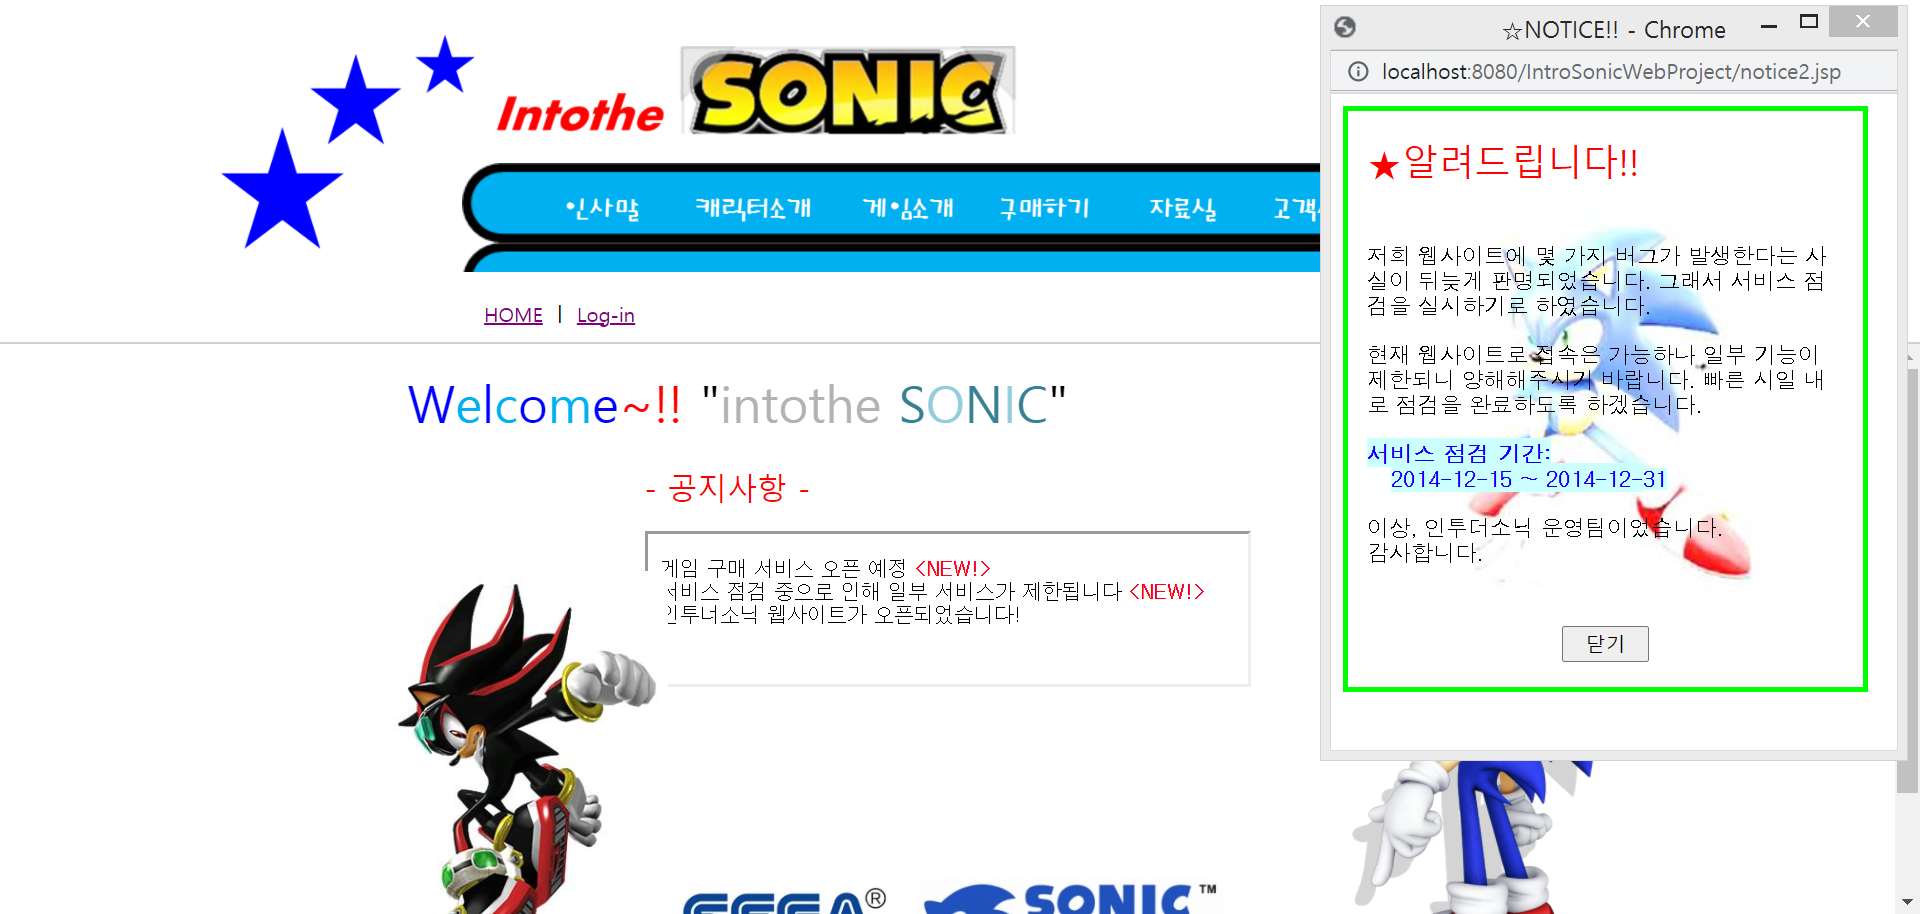 Intothe SONIC
인사말 캐릭터소개 게임소개 구매하기 자료실
HOME | Log-in
Welcome~!! "intothe SONIC"
- 공지사항 -
게임 구매 서비스 오픈 예정 <NEW!>
서비스 점검 중으로 인해 일부 서비스가 제한됩니다 <NEW!>
인투더소닉 웹사이트가 오픈되었습니다!
SEGA®
SONIC™
☆NOTICE!! - Chrome
localhost:8080/IntroSonicWebProject/notice2.jsp
★알려드립니다!!
저희 웹사이트에 몇 가지 버그가 발생한다는 사
실이 뒤늦게 판명되었습니다. 그래서 서비스 점
검을 실시하기로 하였습니다.
현재 웹사이트로 접속은 가능하나 일부 기능이
제한되니 양해해주시기 바랍니다. 빠른 시일 내
로 점검을 완료하도록 하겠습니다.
서비스 점검 기간:
2014-12-15 ~ 2014-12-31
이상, 인투더소닉 운영팀이었습니다.
감사합니다.
닫기